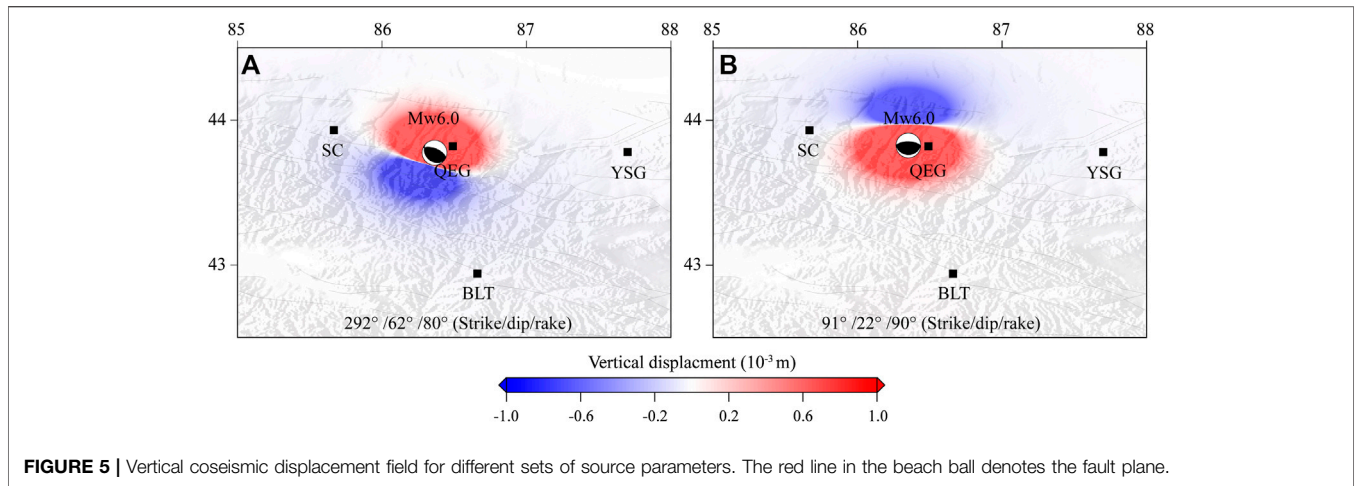 85 86 87 88 85 86 87 88
A B
Mw6.0 Mw6.0
44 44
SC QEG YSG SC QEG YSG
43 43
BLT BLT
292° /62° /80° (Strike/dip/rake) 91° /22° /90° (Strike/dip/rake)
Vertical displacment (10⁻³ m)
-1.0 -0.6 -0.2 0.2 0.6 1.0
FIGURE 5 | Vertical coseismic displacement field for different sets of source parameters. The red line in the beach ball denotes the fault plane.